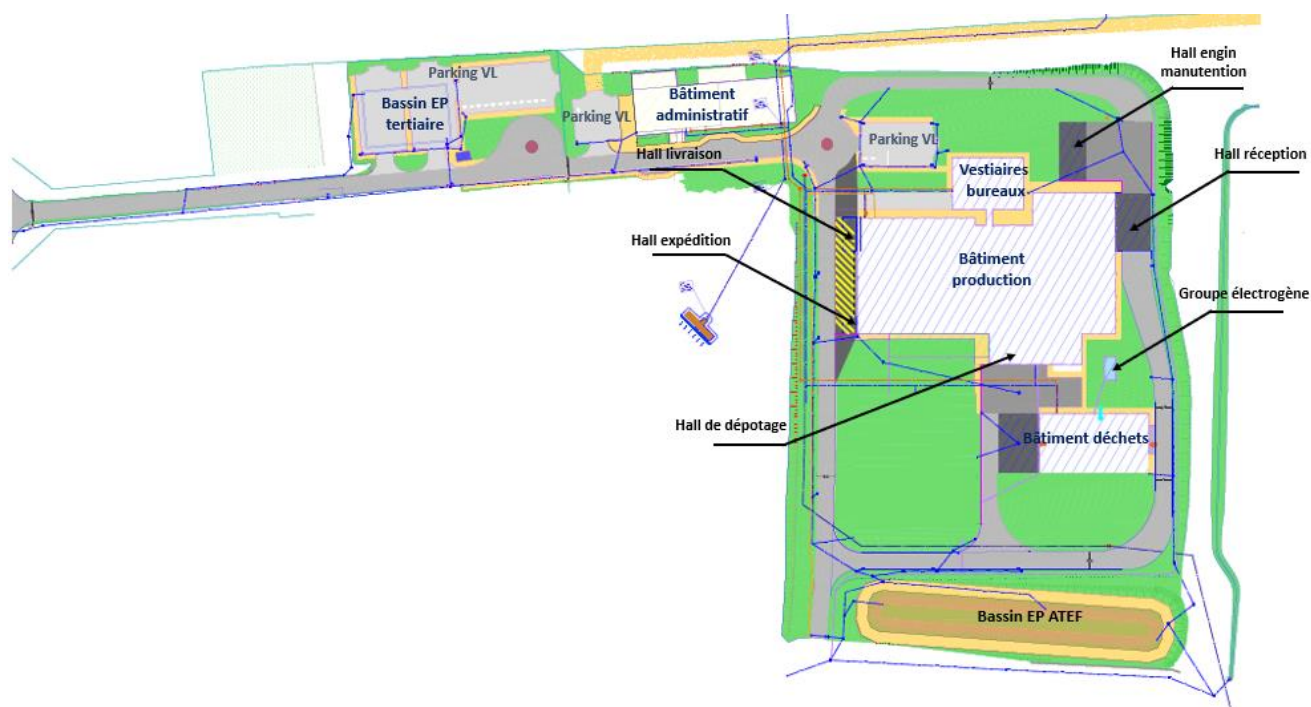 Hall engin
manutention
Parking VL
Bassin EP
tertiaire
Parking VL
Bâtiment
administratif
Parking VL
Hall livraison
Hall réception
Vestiaires
bureaux
Hall expédition
Bâtiment
production
Groupe électrogène
Hall de dépotage
Bâtiment déchets
Bassin EP ATEF